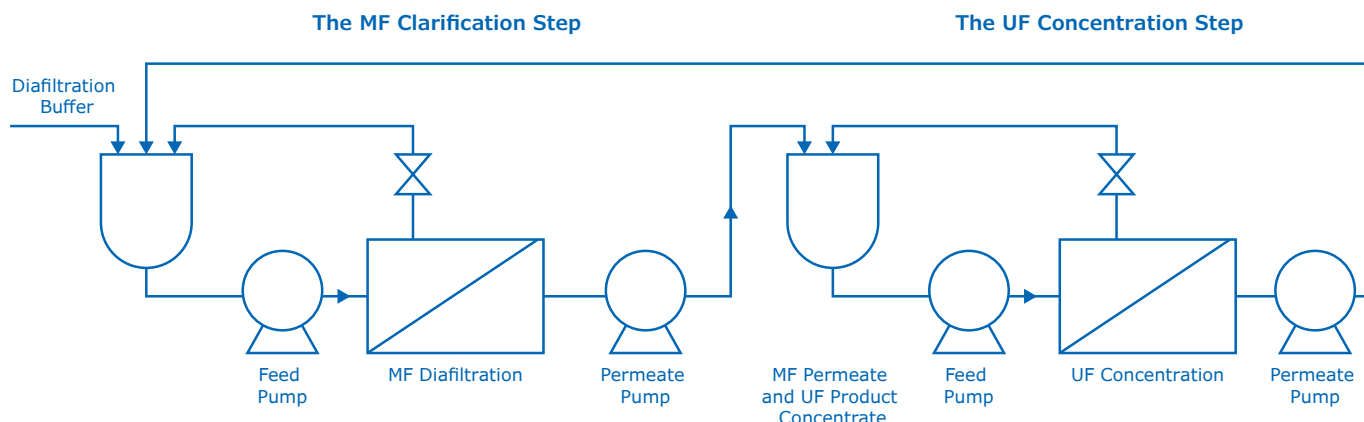 The MF Clarification Step
The UF Concentration Step
Diafiltration
Buffer
Feed
Pump
MF Diafiltration
Permeate
Pump
MF Permeate
and UF Product
Concentrate
Feed
Pump
UF Concentration
Permeate
Pump